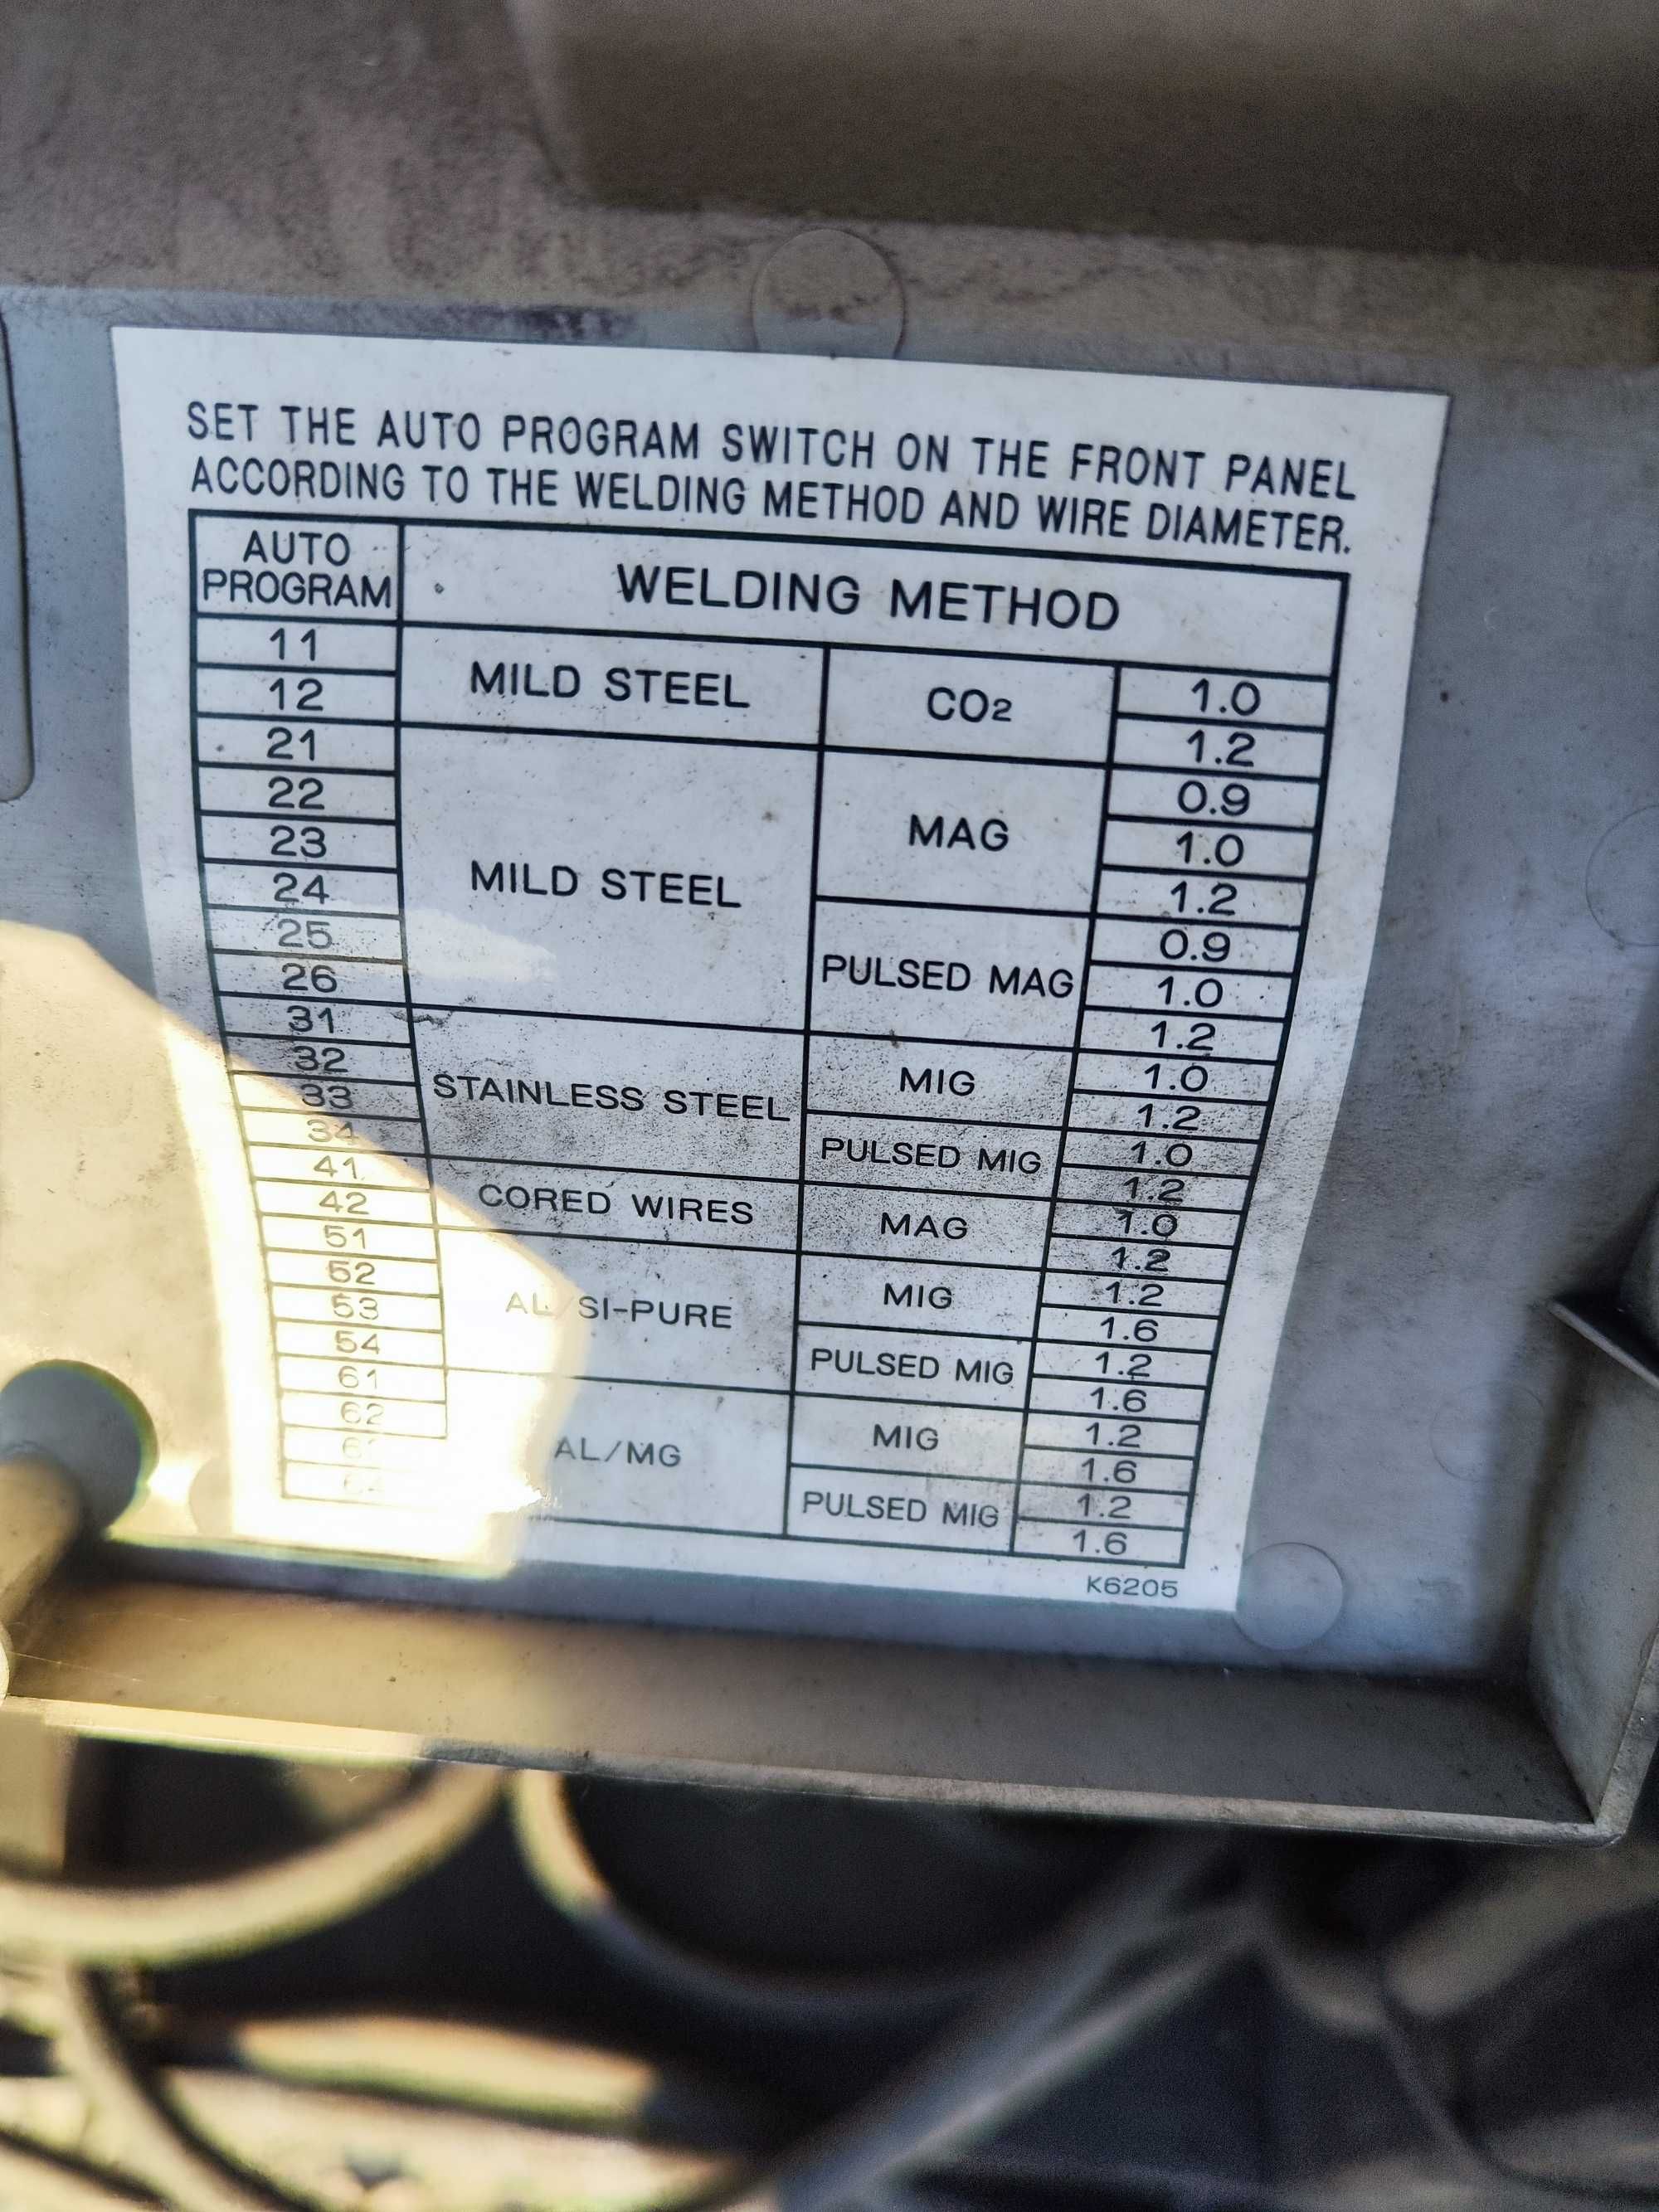 SET THE AUTO PROGRAM SWITCH ON THE FRONT PANEL
ACCORDING TO THE WELDING METHOD AND WIRE DIAMETER.
AUTO PROGRAM WELDING METHOD
11 MILD STEEL CO2 1.0
12 1.2
21 MILD STEEL MAG 0.9
22 1.0
23 1.2
24 PULSED MAG 0.9
25 1.0
26 1.2
31 STAINLESS STEEL MIG 1.0
32 1.2
33 PULSED MIG 1.0
34 1.2
41 CORED WIRES MAG 1.0
42 1.2
51 AL SI-PURE MIG 1.2
52 1.6
53 PULSED MIG 1.2
54 1.6
61 AL/MG MIG 1.2
62 1.6
PULSED MIG 1.2
1.6
K6205